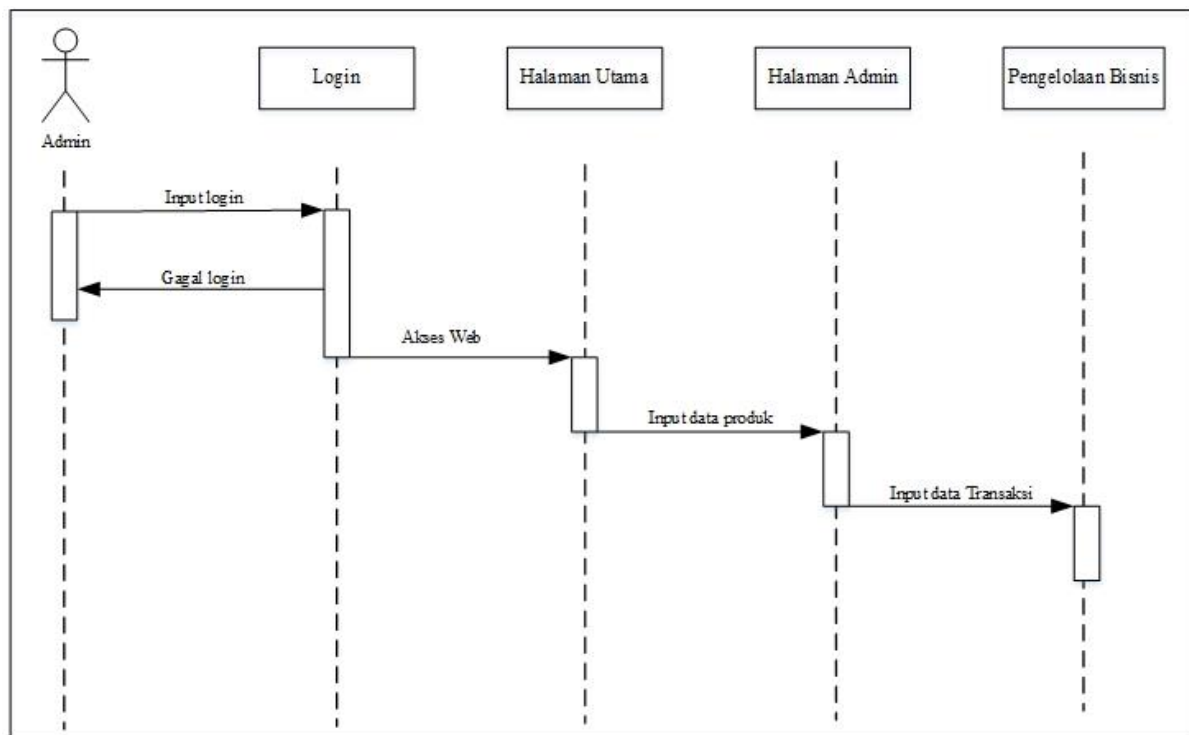 Admin
Login
Halaman Utama
Halaman Admin
Pengelolaan Bisnis
Input login
Gagal login
Akses Web
Input data produk
Input data Transaksi